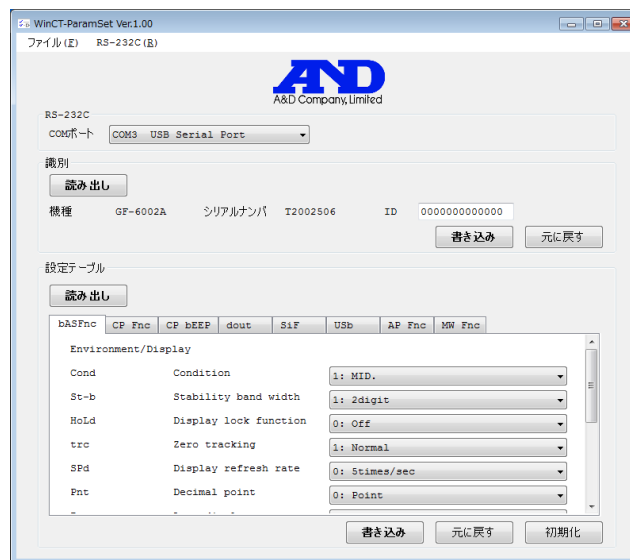 WinCT-ParamSet Ver.1.00
ファイル(F) RS-232C(R)
AND
A&D Company, Limited
RS-232C
COMポート COM3 USB Serial Port
識別
読み出し
機種 GF-6002A シリアルナンバ T2002506 ID 0000000000000
書き込み 元に戻す
設定テーブル
読み出し
bASFnc CP Fnc CP bEEP dout SiF USb AP Fnc MW Fnc
Environment/Display
Cond Condition 1: MID.
St-b Stability band width 1: 2digit
HoLd Display lock function 0: Off
trc Zero tracking 1: Normal
SPd Display refresh rate 0: 5times/sec
Pnt Decimal point 0: Point
書き込み 元に戻す 初期化